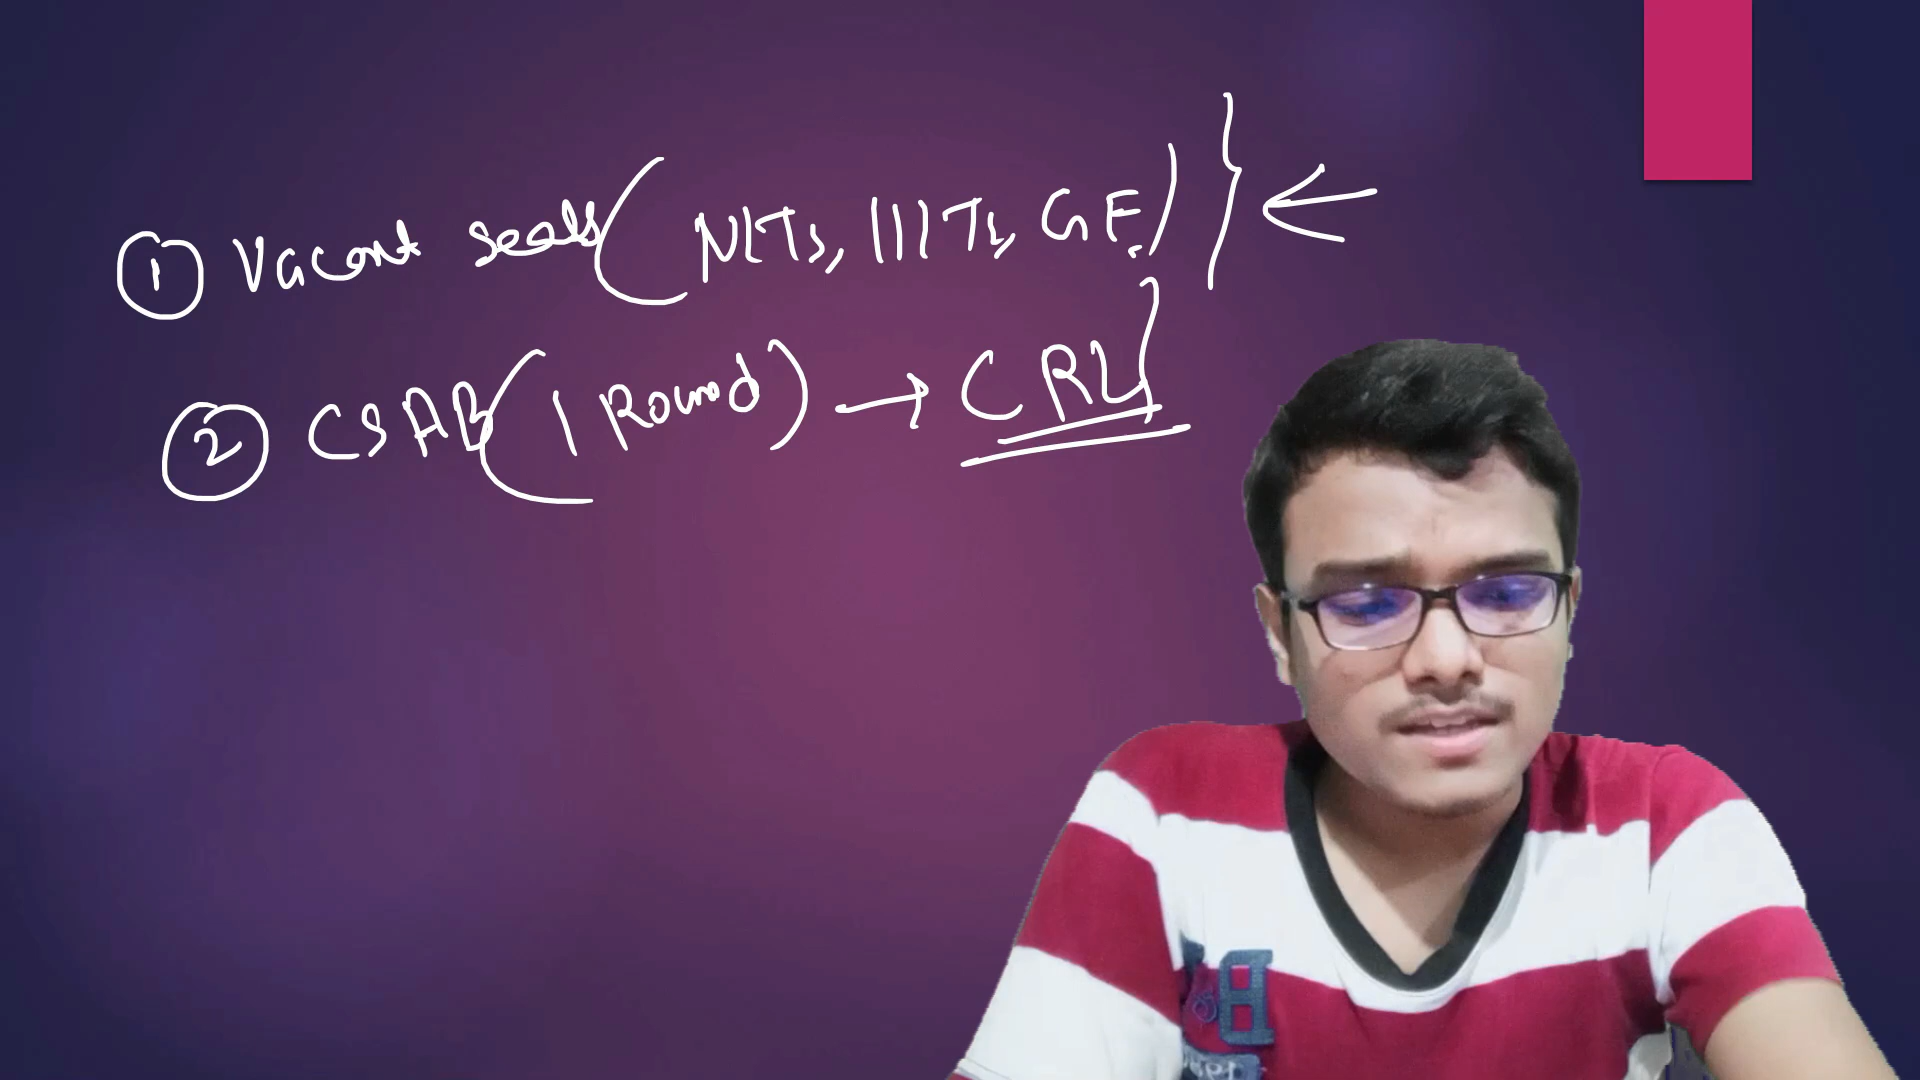 1 Vacant seats (NITs, IIITs, GF.) } ←
2 CSAB (1 Round) → CRL }
B